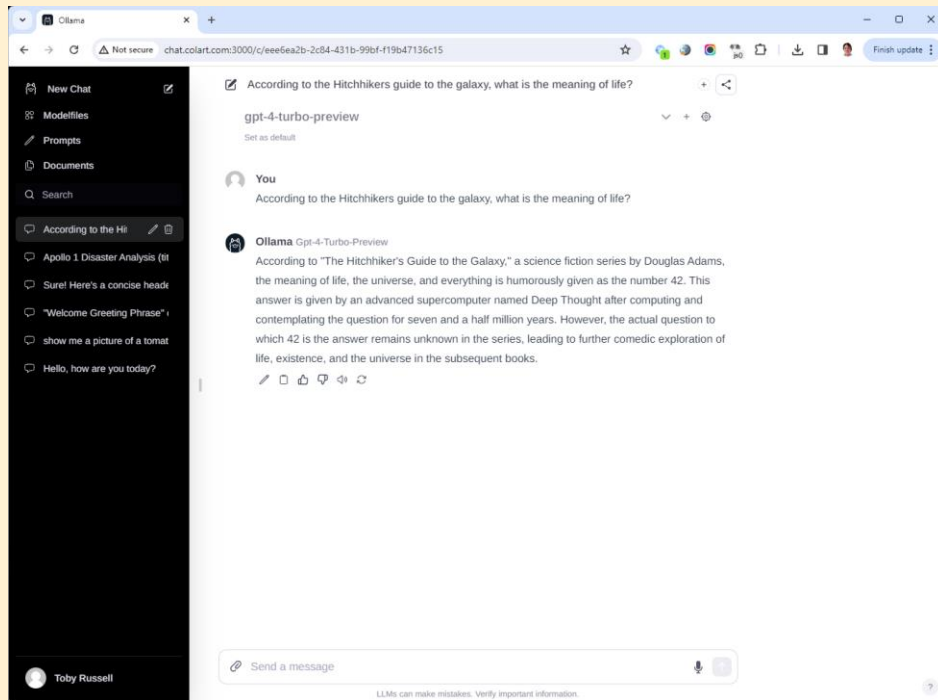 Ollama
Not secure chat.colart.com:3000/c/eee6ea2b-2c84-431b-99bf-f19b47136c15
Finish update
New Chat
Modelfiles
Prompts
Documents
Search
According to the Hit
Apollo 1 Disaster Analysis (tit
Sure! Here's a concise heade
"Welcome Greeting Phrase"
show me a picture of a tomat
Hello, how are you today?
Toby Russell
According to the Hitchhikers guide to the galaxy, what is the meaning of life?
gpt-4-turbo-preview
Set as default
You
According to the Hitchhikers guide to the galaxy, what is the meaning of life?
Ollama Gpt-4-Turbo-Preview
According to "The Hitchhiker's Guide to the Galaxy," a science fiction series by Douglas Adams,
the meaning of life, the universe, and everything is humorously given as the number 42. This
answer is given by an advanced supercomputer named Deep Thought after computing and
contemplating the question for seven and a half million years. However, the actual question to
which 42 is the answer remains unknown in the series, leading to further comedic exploration of
life, existence, and the universe in the subsequent books.
Send a message
LLMs can make mistakes. Verify important information.
?